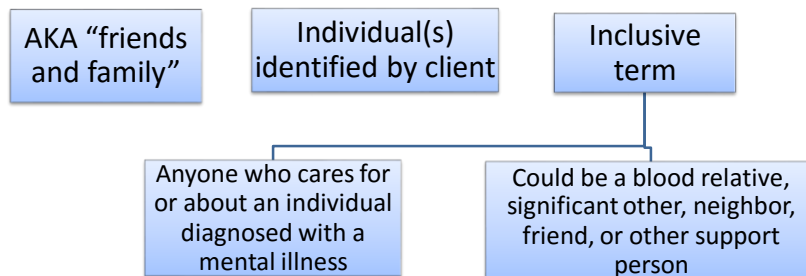 AKA “friends
and family”
Individual(s)
identified by client
Inclusive
term
Anyone who cares for
or about an individual
diagnosed with a
mental illness
Could be a blood relative,
significant other, neighbor,
friend, or other support
person